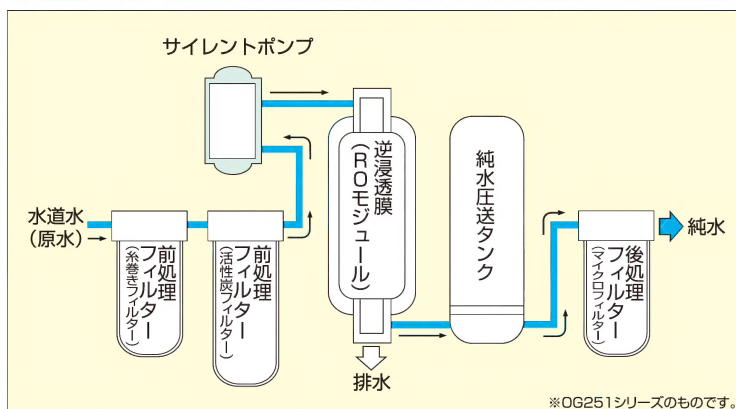 サイレントポンプ
水道水
(原水)
前処理
フィルター
(糸巻きフィルター)
前処理
フィルター
(活性炭フィルター)
逆浸透膜
(ROモジュール)
排水
純水圧送タンク
後処理
フィルター
(マイクロフィルター)
純水
※OG251シリーズのものです。